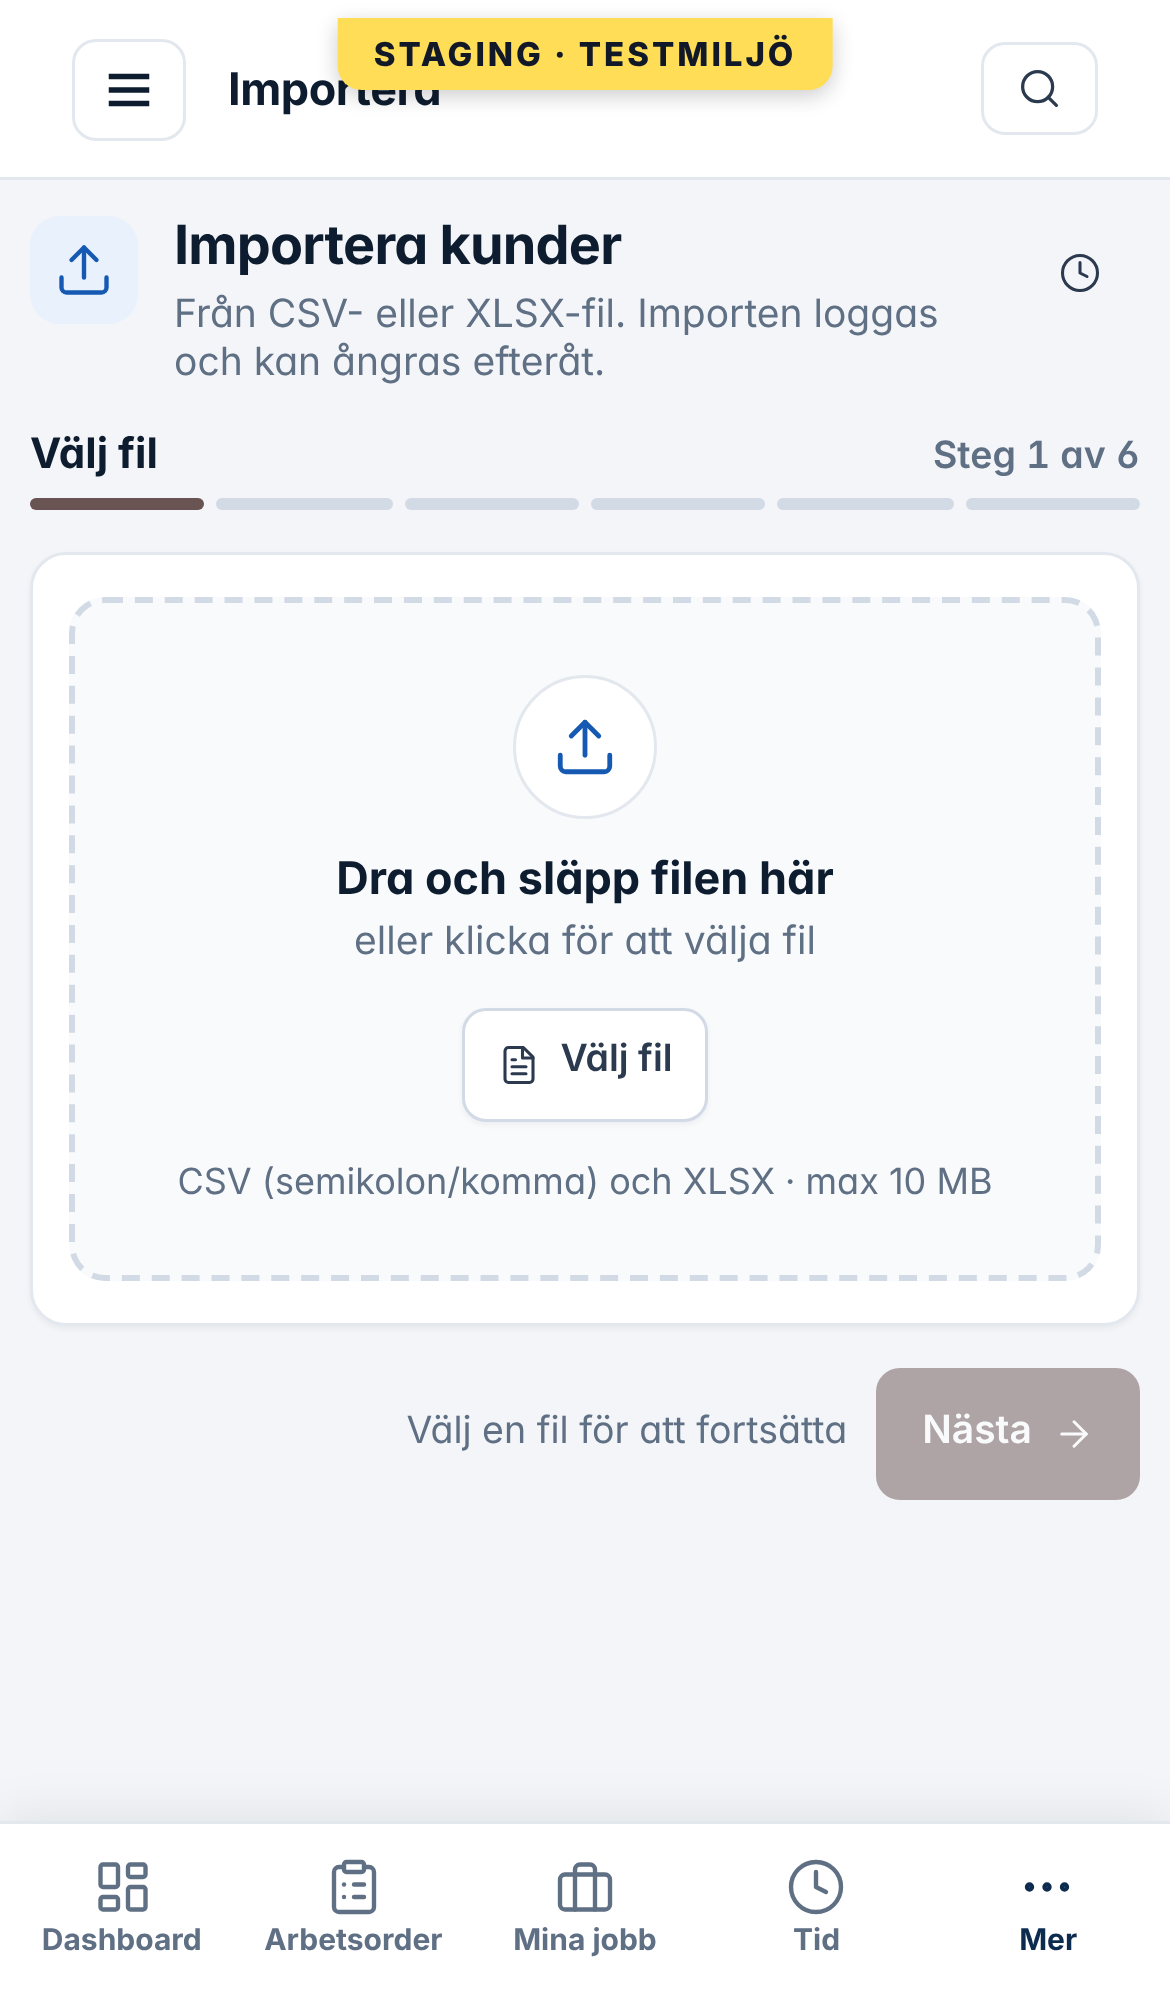 STAGING · TESTMILJÖ
Importera
Importera kunder
Från CSV- eller XLSX-fil. Importen loggas
och kan ångras efteråt.
Välj fil
Steg 1 av 6
Dra och släpp filen här
eller klicka för att välja fil
Välj fil
CSV (semikolon/komma) och XLSX · max 10 MB
Välj en fil för att fortsätta
Nästa
Dashboard
Arbetsorder
Mina jobb
Tid
Mer